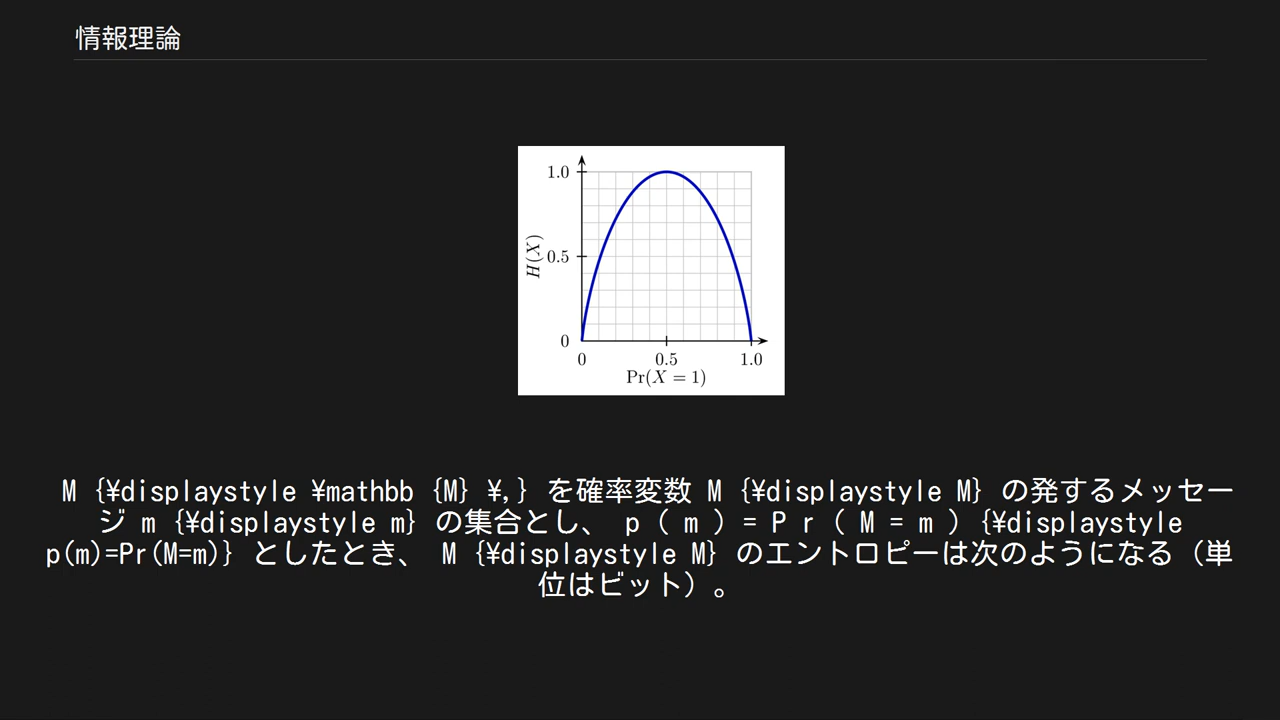 情報理論
1.0
0.5
0
H(X)
0 0.5 1.0
Pr(X = 1)
M {¥displaystyle ¥mathbb {M} ¥,} を確率変数 M {¥displaystyle M} の発するメッセー
ジ m {¥displaystyle m} の集合とし、 p ( m ) = P r ( M = m ) {¥displaystyle
p(m)=Pr(M=m)} としたとき、 M {¥displaystyle M} のエントロピーは次のようになる（単
位はビット）。